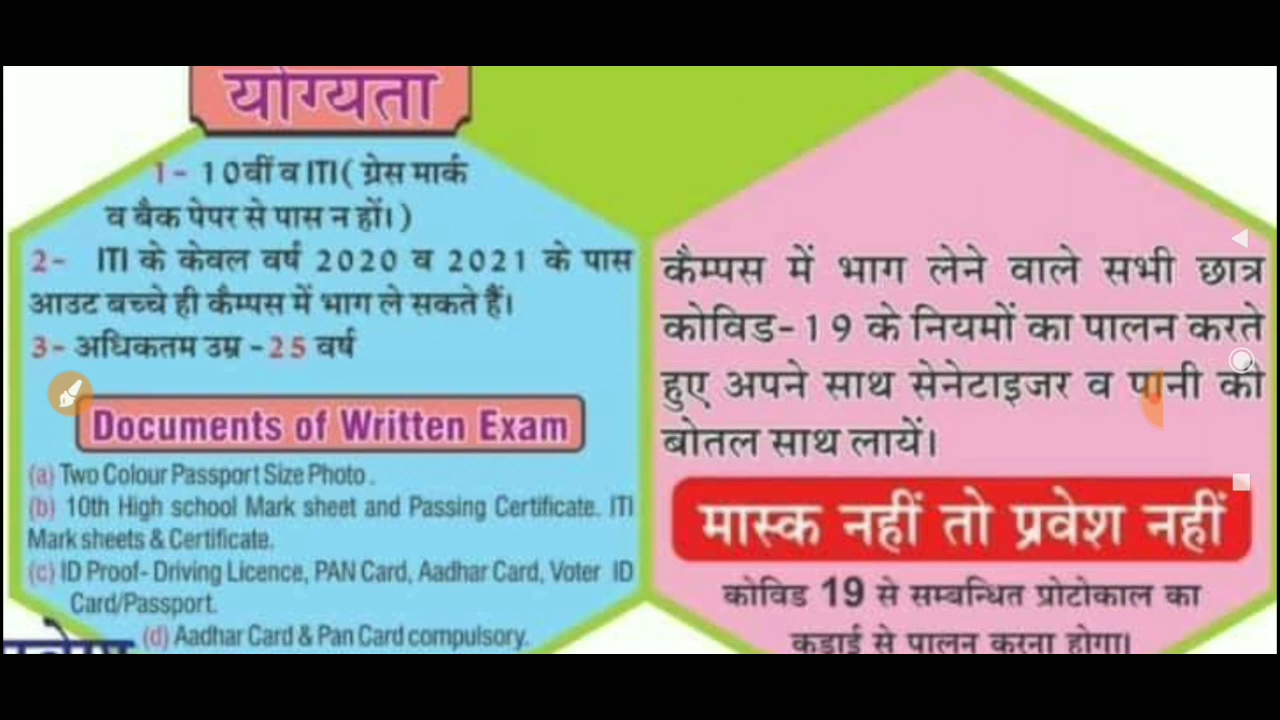 योग्यता
1- 10वीं व ITI( ग्रेस मार्क
व बैक पेपर से पास न हों।)
2- ITI के केवल वर्ष 2020 व 2021 के पास
आउट बच्चे ही कैम्पस में भाग ले सकते हैं।
3- अधिकतम उम्र -25 वर्ष
Documents of Written Exam
(a) Two Colour Passport Size Photo .
(b) 10th High school Mark sheet and Passing Certificate. ITI
Mark sheets & Certificate.
(c) ID Proof- Driving Licence, PAN Card, Aadhar Card, Voter ID
Card/Passport.
(d) Aadhar Card & Pan Card compulsory.
कैम्पस में भाग लेने वाले सभी छात्र
कोविड-19 के नियमों का पालन करते
हुए अपने साथ सेनेटाइजर व पानी की
बोतल साथ लायें।
मास्क नहीं तो प्रवेश नहीं
कोविड 19 से सम्बन्धित प्रोटोकाल का
कड़ाई से पालन करना होगा।